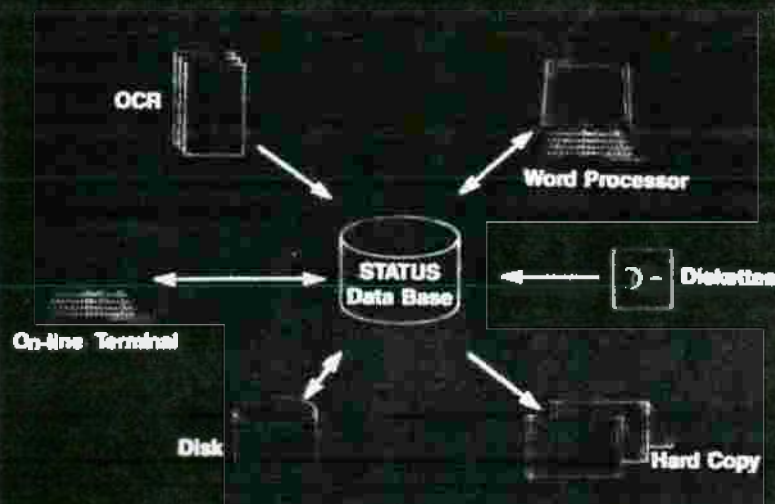 OCR
Word Processor
STATUS
Data Base
Diskettes
On-line Terminal
Disk
Hard Copy